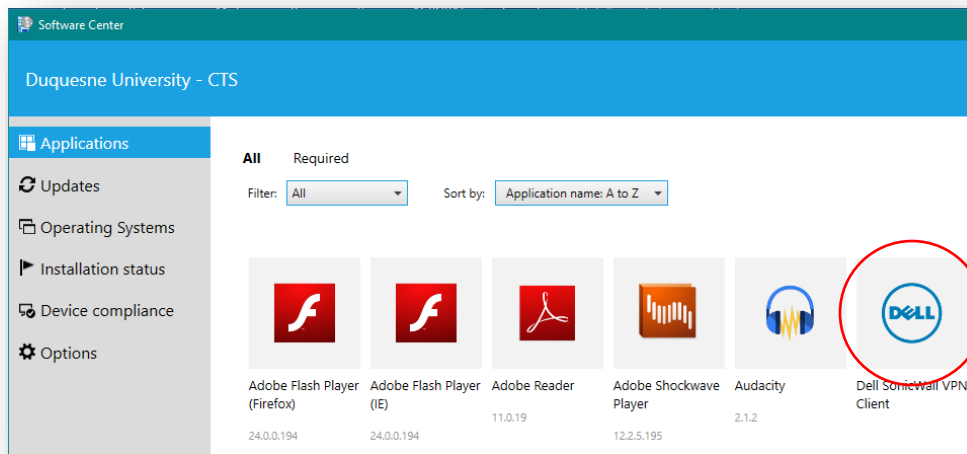 Software Center
Duquesne University - CTS
Applications
Updates
Operating Systems
Installation status
Device compliance
Options
All Required
Filter: All Sort by: Application name: A to Z
DELL
Adobe Flash Player (Firefox)
24.0.0.194
Adobe Flash Player (IE)
24.0.0.194
Adobe Reader
11.0.19
Adobe Shockwave Player
12.2.5.195
Audacity
2.1.2
Dell SonicWall VPN Client